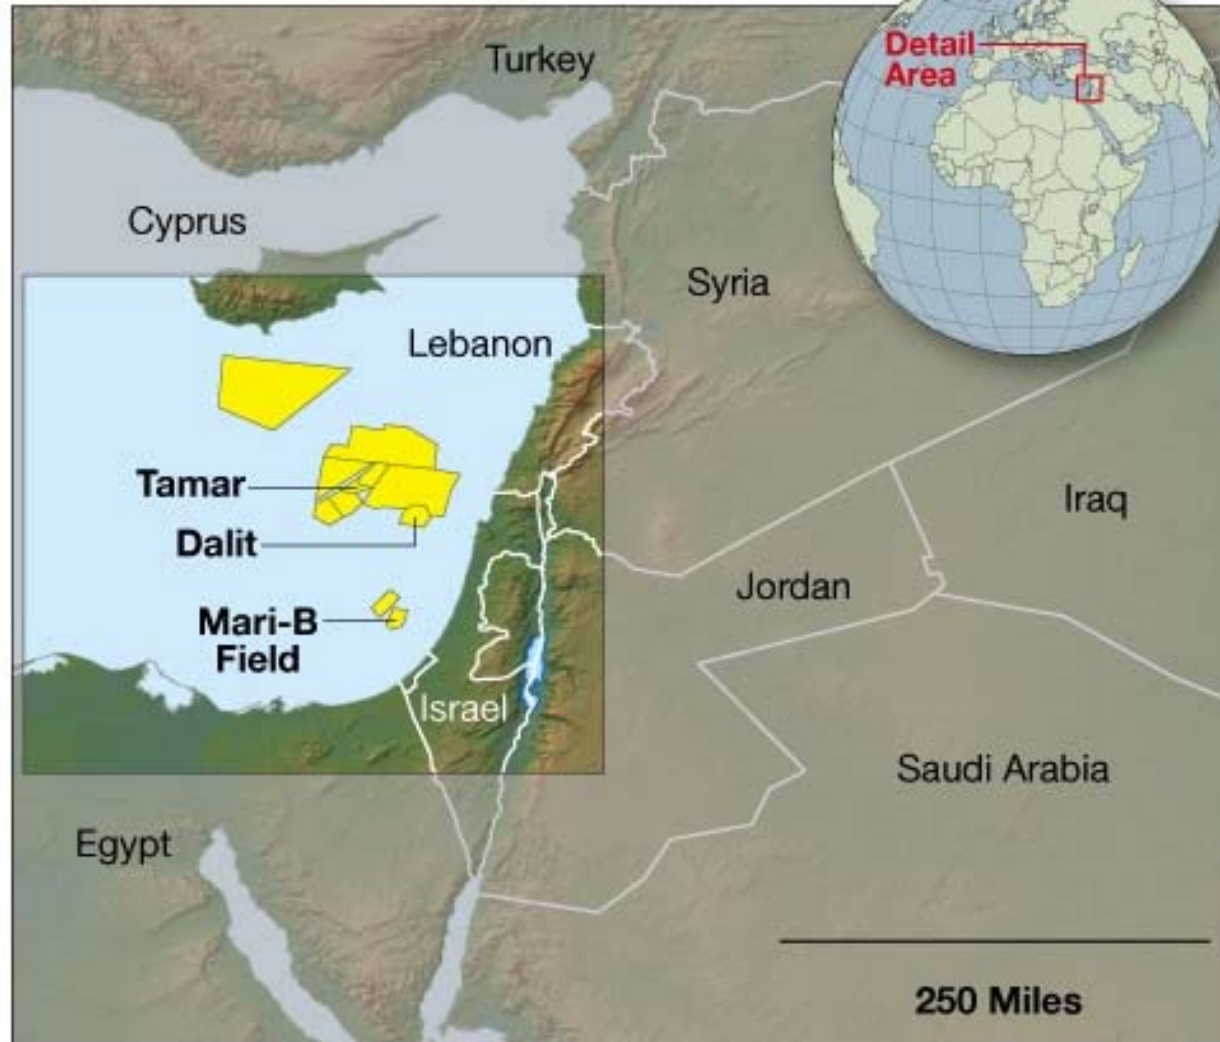 Turkey
Detail
Area
Cyprus
Syria
Lebanon
Tamar
Iraq
Dalit
Jordan
Mari-B
Field
Israel
Saudi Arabia
Egypt
250 Miles